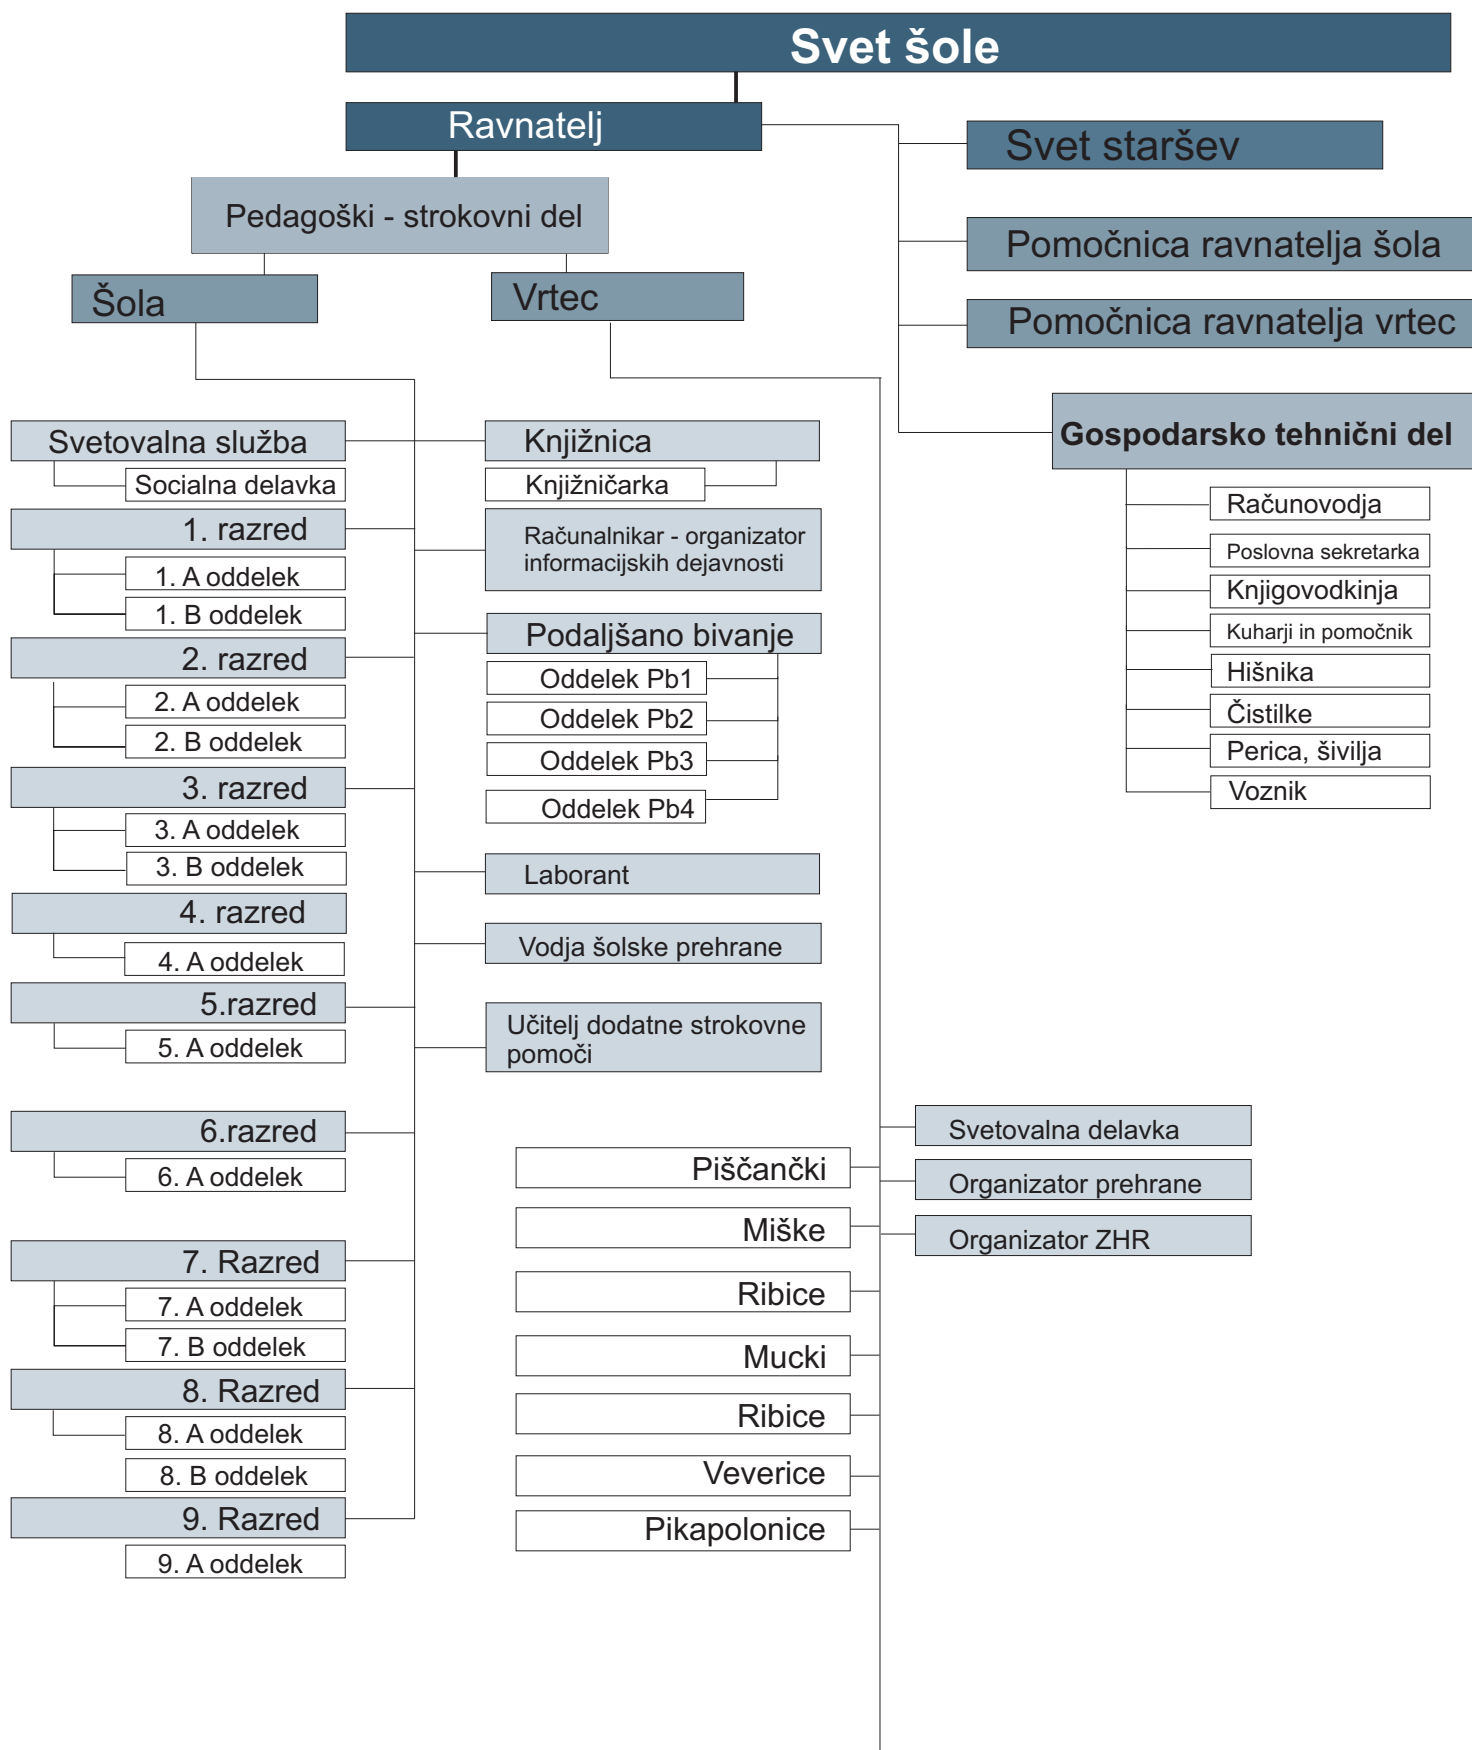 Svet šole
Ravnatelj
Svet staršev
Pedagoški - strokovni del
Pomočnica ravnatelja šola
Šola
Vrtec
Pomočnica ravnatelja vrtec
Gospodarsko tehnični del
Računovodja
Poslovna sekretarka
Knjigovodkinja
Kuharji in pomočnik
Hišnika
Čistilke
Perica, šivilja
Voznik
Svetovalna služba
Socialna delavka
1. razred
1. A oddelek
1. B oddelek
2. razred
2. A oddelek
2. B oddelek
3. razred
3. A oddelek
3. B oddelek
4. razred
4. A oddelek
5.razred
5. A oddelek
6.razred
6. A oddelek
7. Razred
7. A oddelek
7. B oddelek
8. Razred
8. A oddelek
8. B oddelek
9. Razred
9. A oddelek
Knjižnica
Knjižničarka
Računalnikar - organizator
informacijskih dejavnosti
Podaljšano bivanje
Oddelek Pb1
Oddelek Pb2
Oddelek Pb3
Oddelek Pb4
Laborant
Vodja šolske prehrane
Učitelj dodatne strokovne
pomoči
Piščančki
Miške
Ribice
Mucki
Ribice
Veverice
Pikapolonice
Svetovalna delavka
Organizator prehrane
Organizator ZHR